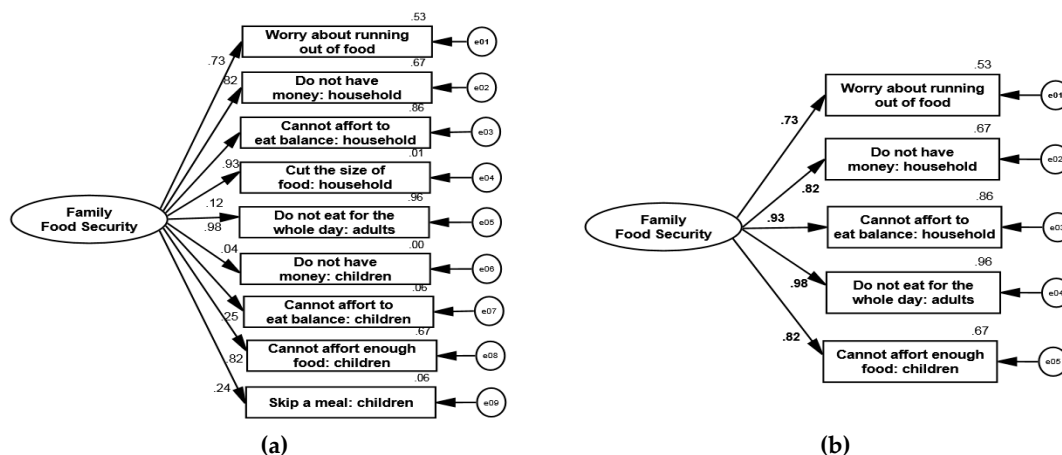 .53
Worry about running
out of food
e01
.73
.67
.82
Do not have
money: household
e02
.86
Cannot affort to
eat balance: household
e03
.01
.93
Cut the size of
food: household
e04
.12
.96
Family
Food Security
Do not eat for the
whole day: adults
e05
.98
.00
.04
Do not have
money: children
e06
.06
Cannot affort to
eat balance: children
e07
.25
.67
Cannot affort enough
food: children
e08
.82
.06
.24
Skip a meal: children
e09
(a)
.53
Worry about running
out of food
e01
.73
.67
Do not have
money: household
e02
.82
.86
.93
Cannot afford to
eat balance: household
e03
Family
Food Security
.96
.98
Do not eat for the
whole day: adults
e04
.67
.82
Cannot affort enough
food: children
e05
(b)